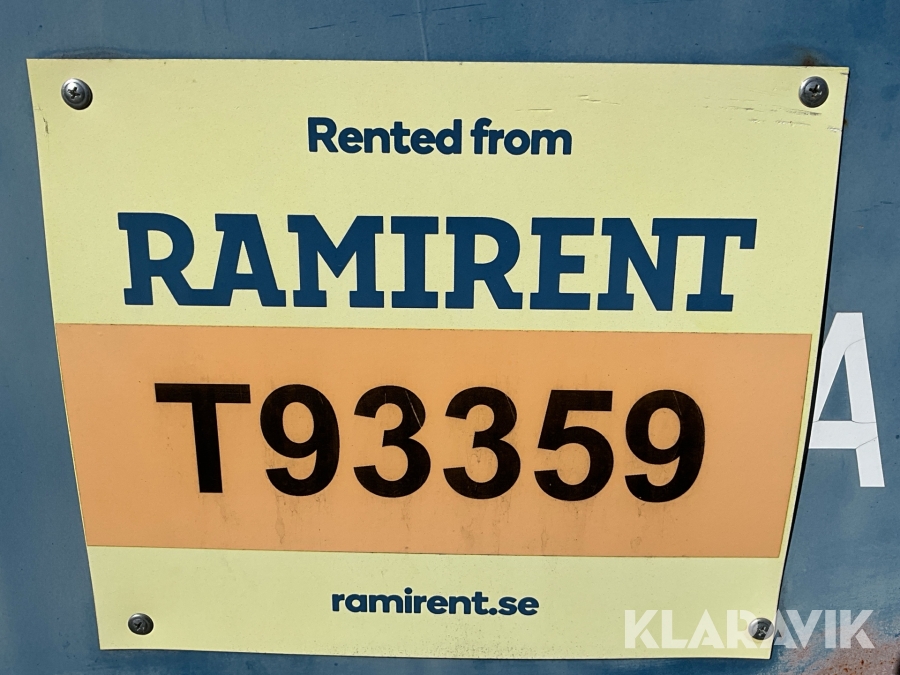 Rented from
RAMIRENT
T93359
A
ramirent.se
KLARAVIK